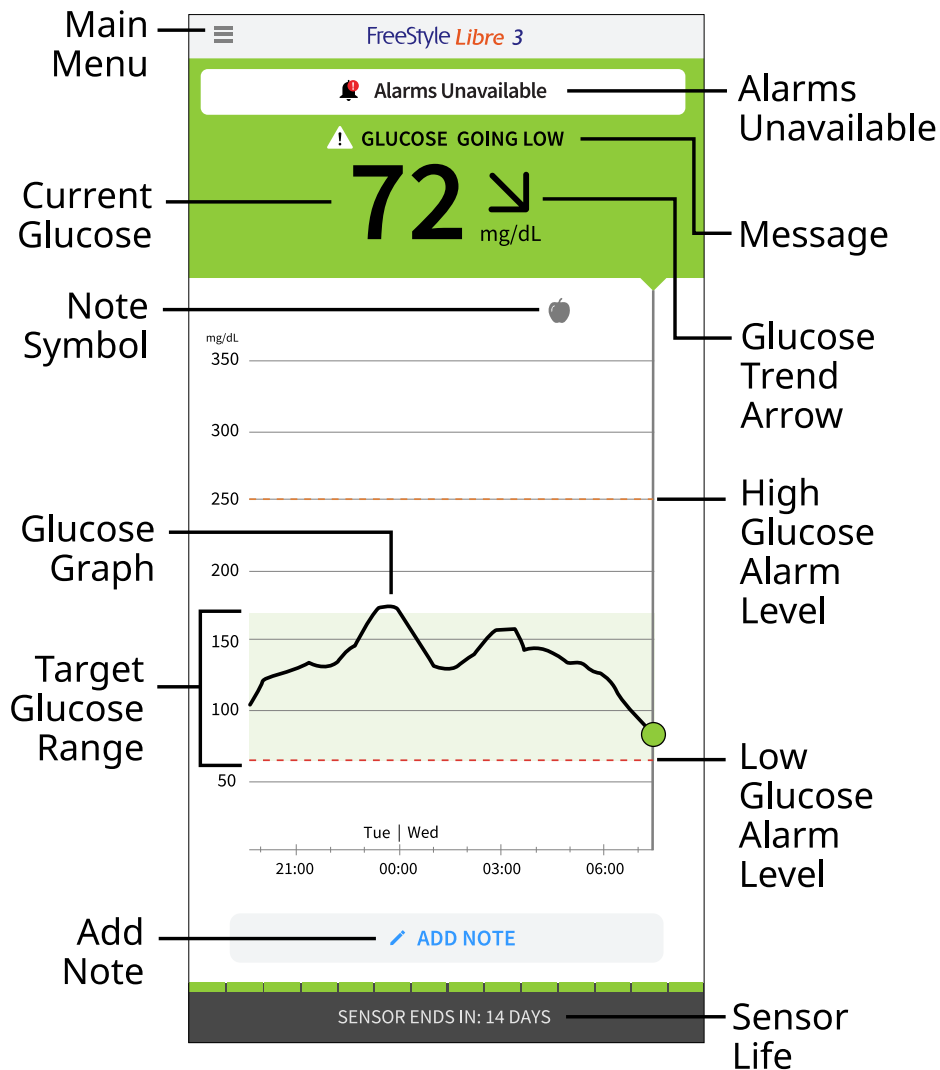 Main
Menu
FreeStyle Libre 3
Alarms Unavailable
Alarms
Unavailable
GLUCOSE GOING LOW
Current
Glucose
72
mg/dL
Message
Note
Symbol
Glucose
Trend
Arrow
mg/dL
350
300
250
High
Glucose
Alarm
Level
Glucose
Graph
200
150
Target
Glucose
Range
100
Low
Glucose
Alarm
Level
50
Tue | Wed
21:00 00:00 03:00 06:00
Add
Note
ADD NOTE
SENSOR ENDS IN: 14 DAYS
Sensor
Life